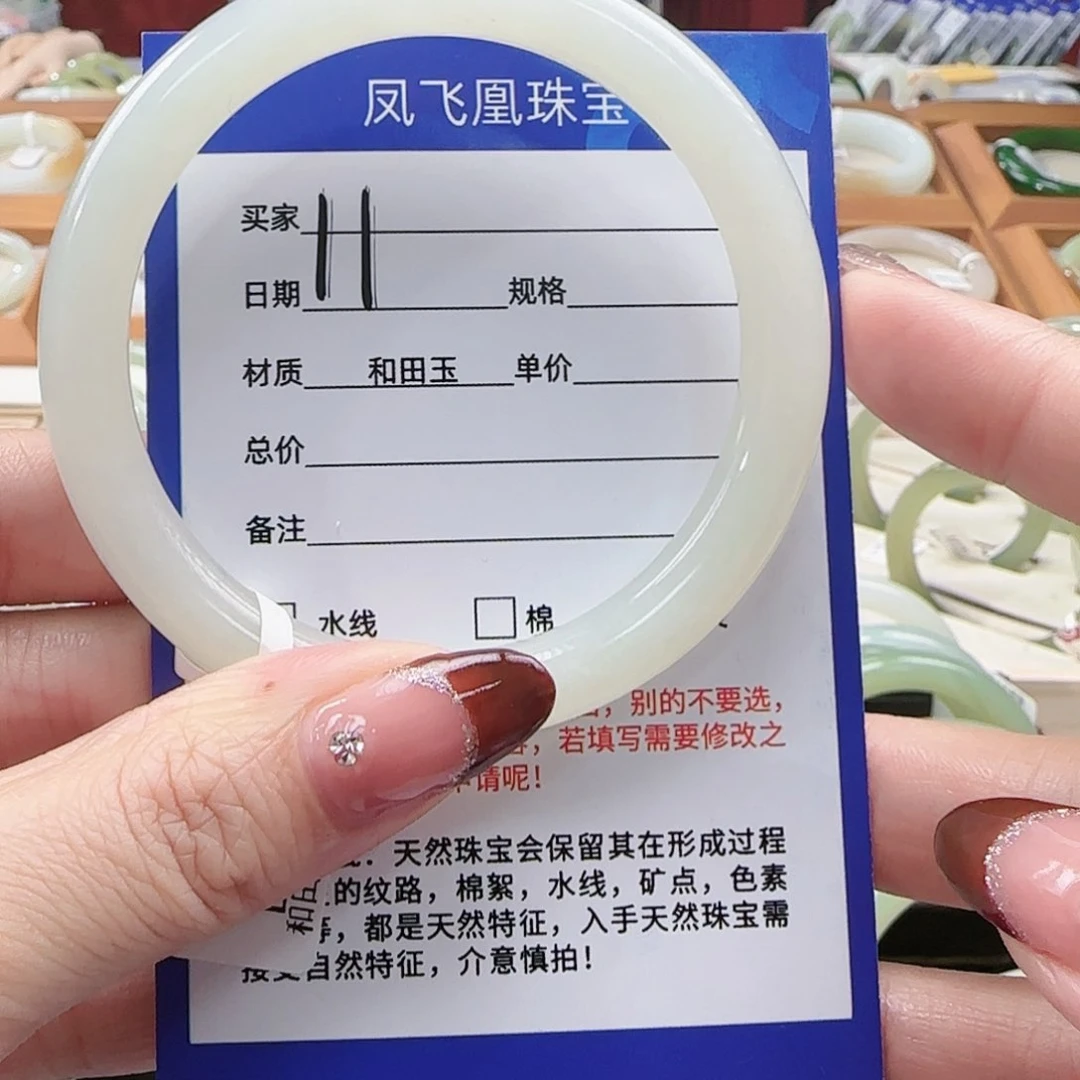 凤飞凰珠宝
买家
日期 规格
材质 和田玉 单价
总价
备注
水线 棉
，别的不要选，
，若填写需要修改之
请呢！
：天然珠宝会保留其在形成过程
的纹路，棉絮，水线，矿点，色素
，都是天然特征，入手天然珠宝需
接受自然特征，介意慎拍！
和田